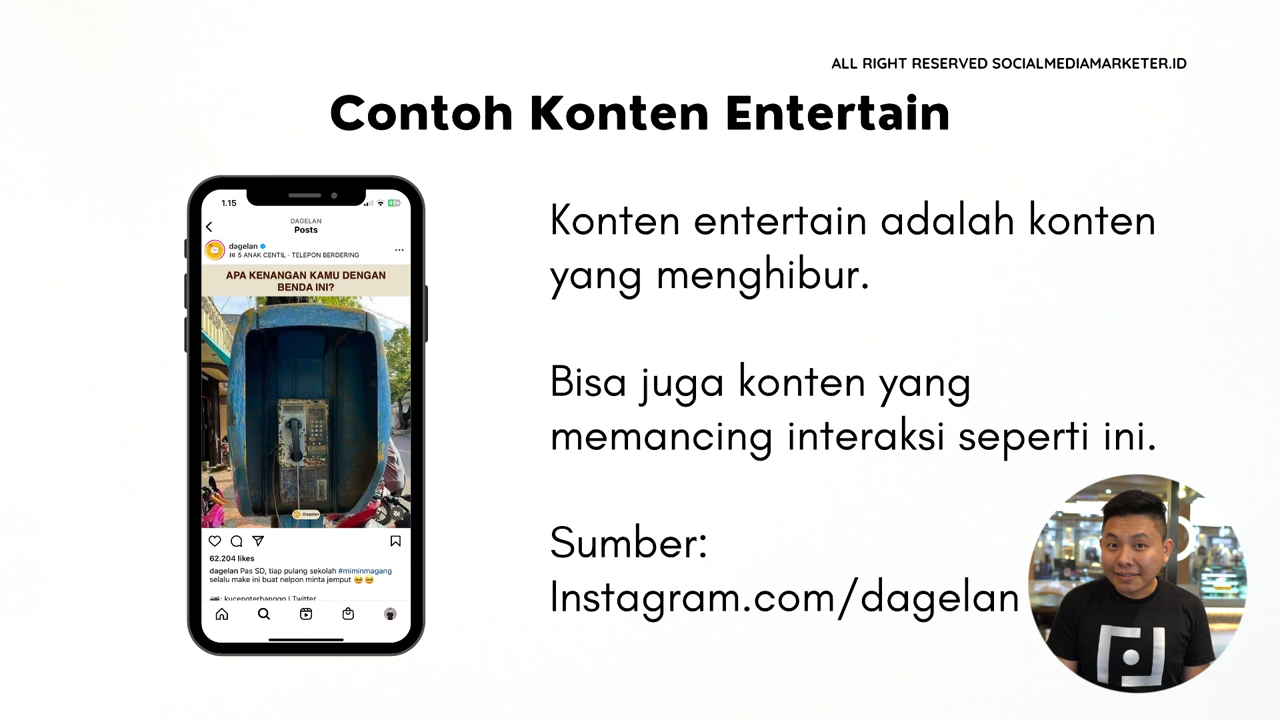 ALL RIGHT RESERVED SOCIALMEDIAMARKETER.ID
Contoh Konten Entertain
1.15
DAGELAN
Posts
dagelan
5 ANAK CENTIL · TELEPON BERDERING
APA KENANGAN KAMU DENGAN
BENDA INI?
62.204 likes
dagelan Pas SD, tiap pulang sekolah #miminmagang
selalu make ini buat nelpon minta jemput 🥺🥺
📷: kucengterbangg | Twitter
Konten entertain adalah konten
yang menghibur.
Bisa juga konten yang
memancing interaksi seperti ini.
Sumber:
Instagram.com/dagelan